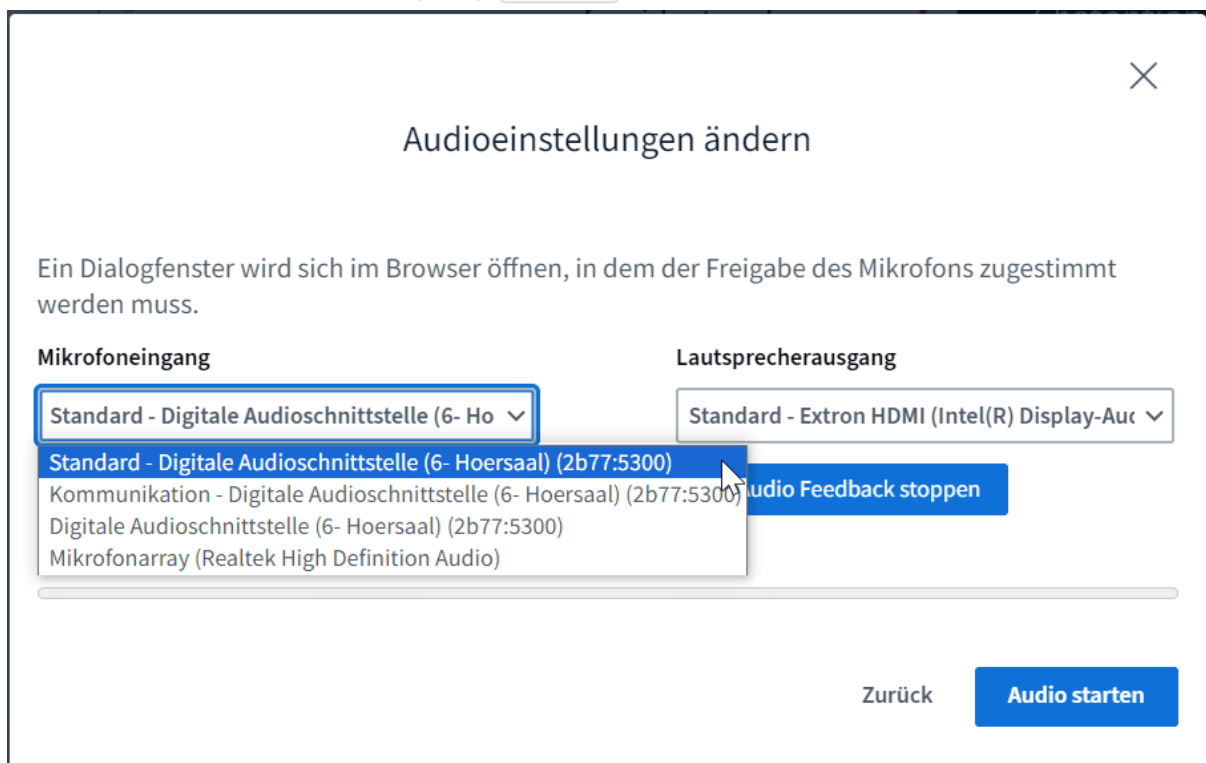 Audioeinstellungen ändern
Ein Dialogfenster wird sich im Browser öffnen, in dem der Freigabe des Mikrofons zugestimmt
werden muss.
Mikrofoneingang
Lautsprecherausgang
Standard - Digitale Audioschnittstelle (6- Ho
Standard - Extron HDMI (Intel(R) Display-Auc
Standard - Digitale Audioschnittstelle (6- Hoersaal) (2b77:5300)
Kommunikation - Digitale Audioschnittstelle (6- Hoersaal) (2b77:5300)
udio Feedback stoppen
Digitale Audioschnittstelle (6- Hoersaal) (2b77:5300)
Mikrofonarray (Realtek High Definition Audio)
Zurück
Audio starten